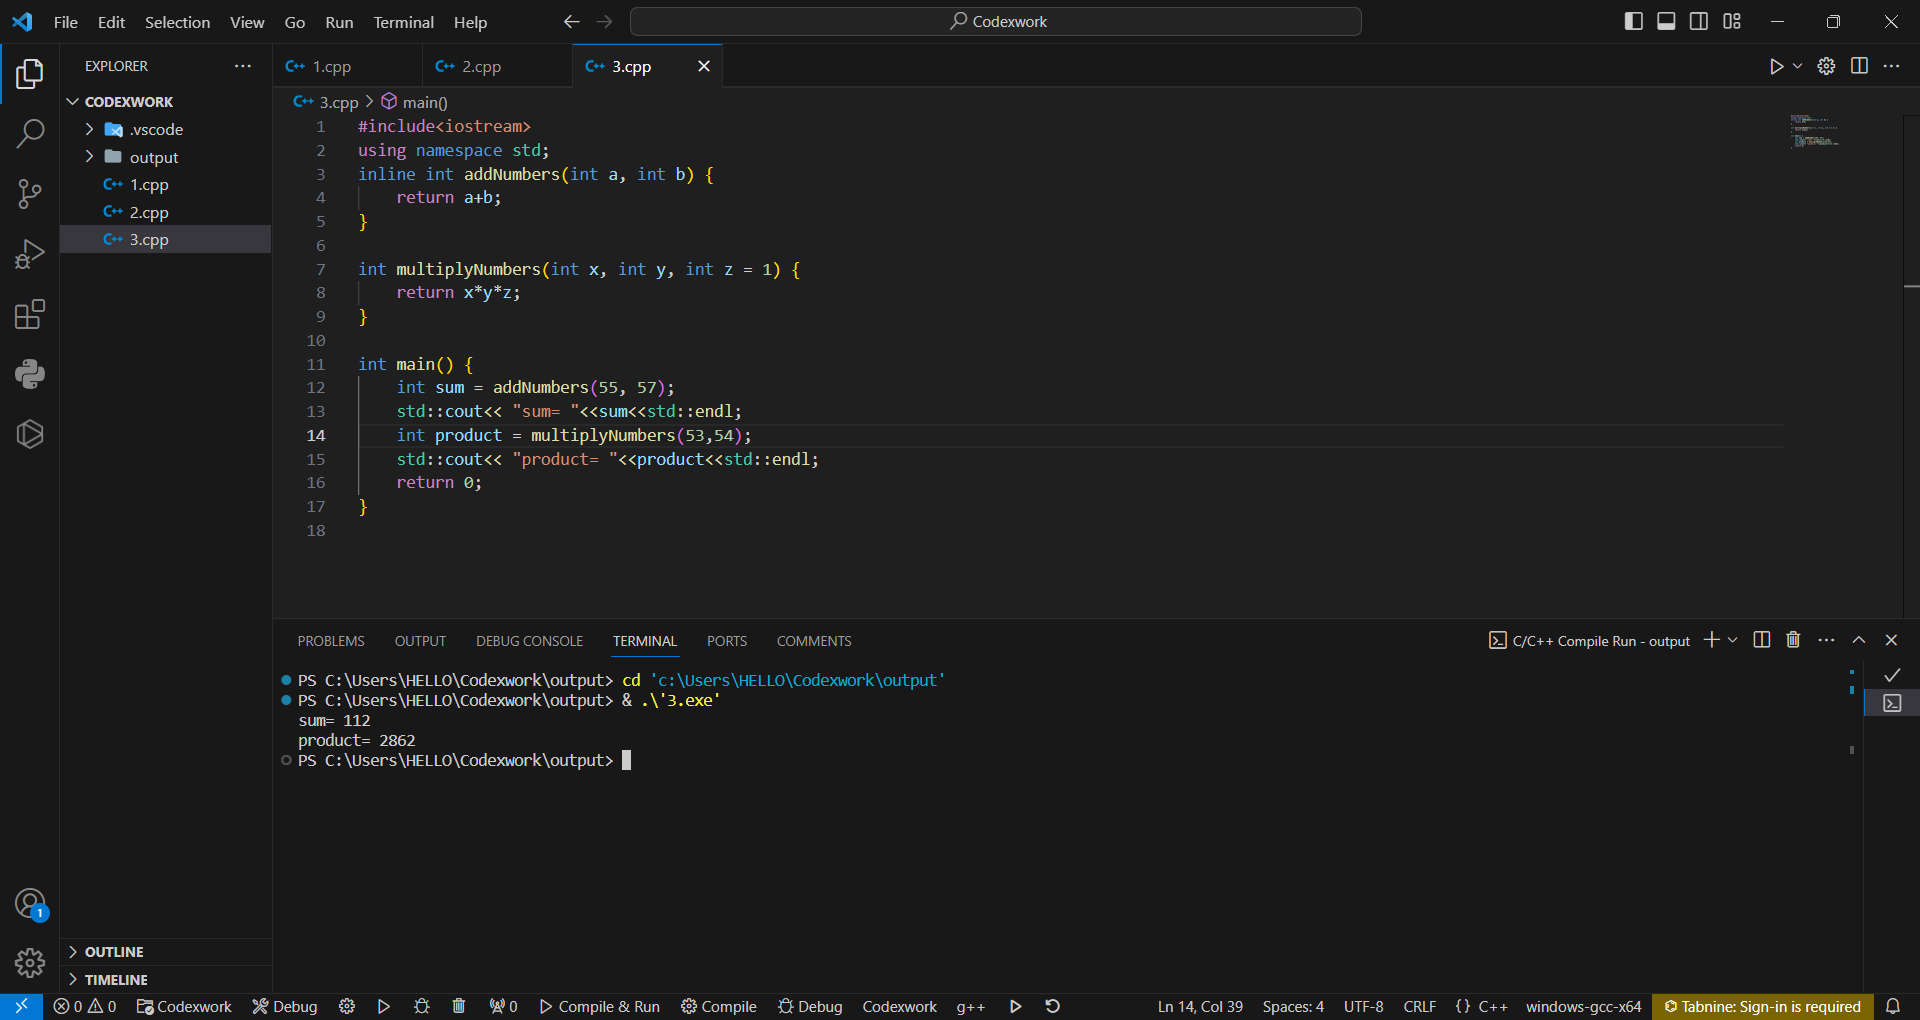 File Edit Selection View Go Run Terminal Help
Codexwork
EXPLORER
CODEXWORK
.vscode
output
1.cpp
2.cpp
3.cpp
1.cpp 2.cpp 3.cpp
3.cpp > main()
1 #include<iostream>
2 using namespace std;
3 inline int addNumbers(int a, int b) {
4     return a+b;
5 }
6
7 int multiplyNumbers(int x, int y, int z = 1) {
8     return x*y*z;
9 }
10
11 int main() {
12     int sum = addNumbers(55, 57);
13     std::cout<< "sum= "<<sum<<std::endl;
14     int product = multiplyNumbers(53,54);
15     std::cout<< "product= "<<product<<std::endl;
16     return 0;
17 }
18
PROBLEMS OUTPUT DEBUG CONSOLE TERMINAL PORTS COMMENTS
C/C++ Compile Run - output
PS C:\Users\HELLO\Codexwork\output> cd 'c:\Users\HELLO\Codexwork\output'
PS C:\Users\HELLO\Codexwork\output> & .\'3.exe'
sum= 112
product= 2862
PS C:\Users\HELLO\Codexwork\output>
1
OUTLINE
TIMELINE
0 0 Codexwork Debug 0 Compile & Run Compile Debug Codexwork g++ Ln 14, Col 39 Spaces: 4 UTF-8 CRLF {} C++ windows-gcc-x64 Tabnine: Sign-in is required